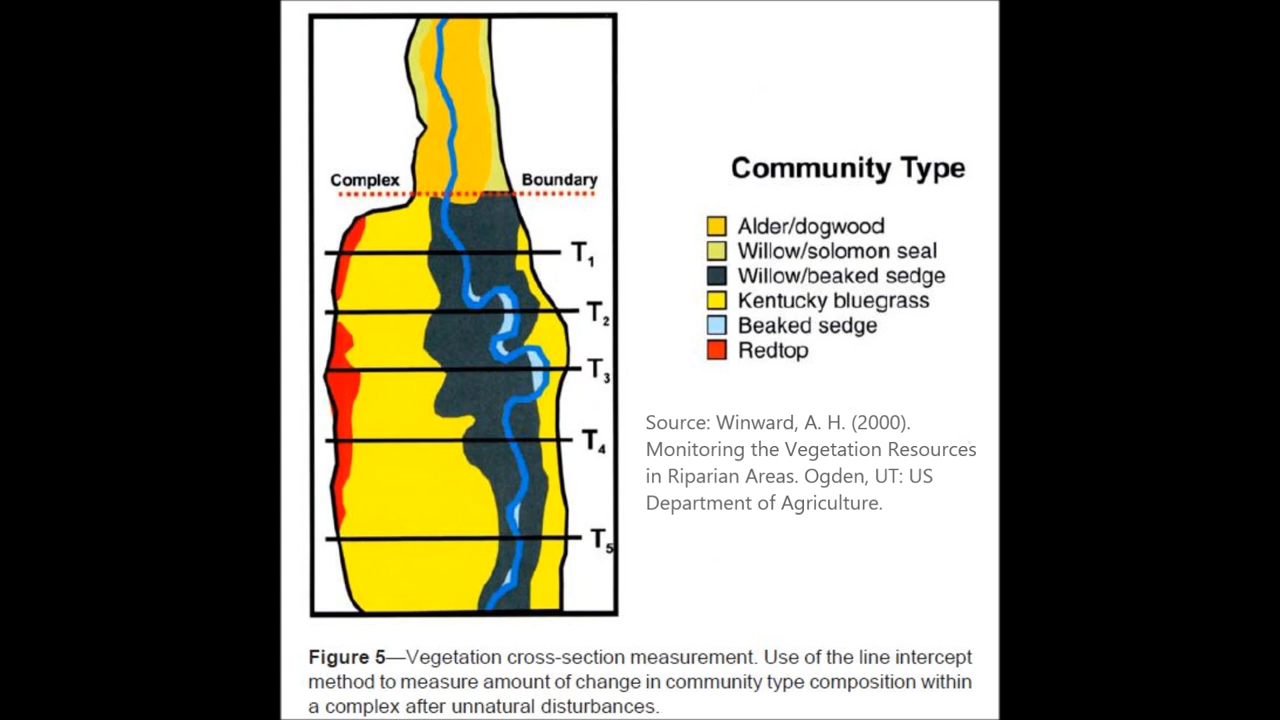 Complex Boundary
T1
T2
T3
T4
T5
Community Type
Alder/dogwood
Willow/solomon seal
Willow/beaked sedge
Kentucky bluegrass
Beaked sedge
Redtop
Source: Winward, A. H. (2000).
Monitoring the Vegetation Resources
in Riparian Areas. Ogden, UT: US
Department of Agriculture.
Figure 5—Vegetation cross-section measurement. Use of the line intercept
method to measure amount of change in community type composition within
a complex after unnatural disturbances.